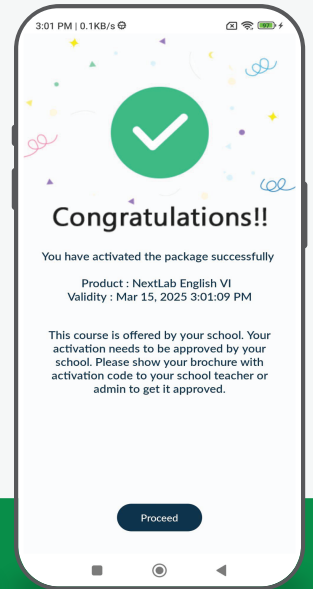 3:01 PM | 0.1KB/s
97
Congratulations!!
You have activated the package successfully
Product : NextLab English VI
Validity : Mar 15, 2025 3:01:09 PM
This course is offered by your school. Your
activation needs to be approved by your
school. Please show your brochure with
activation code to your school teacher or
admin to get it approved.
Proceed